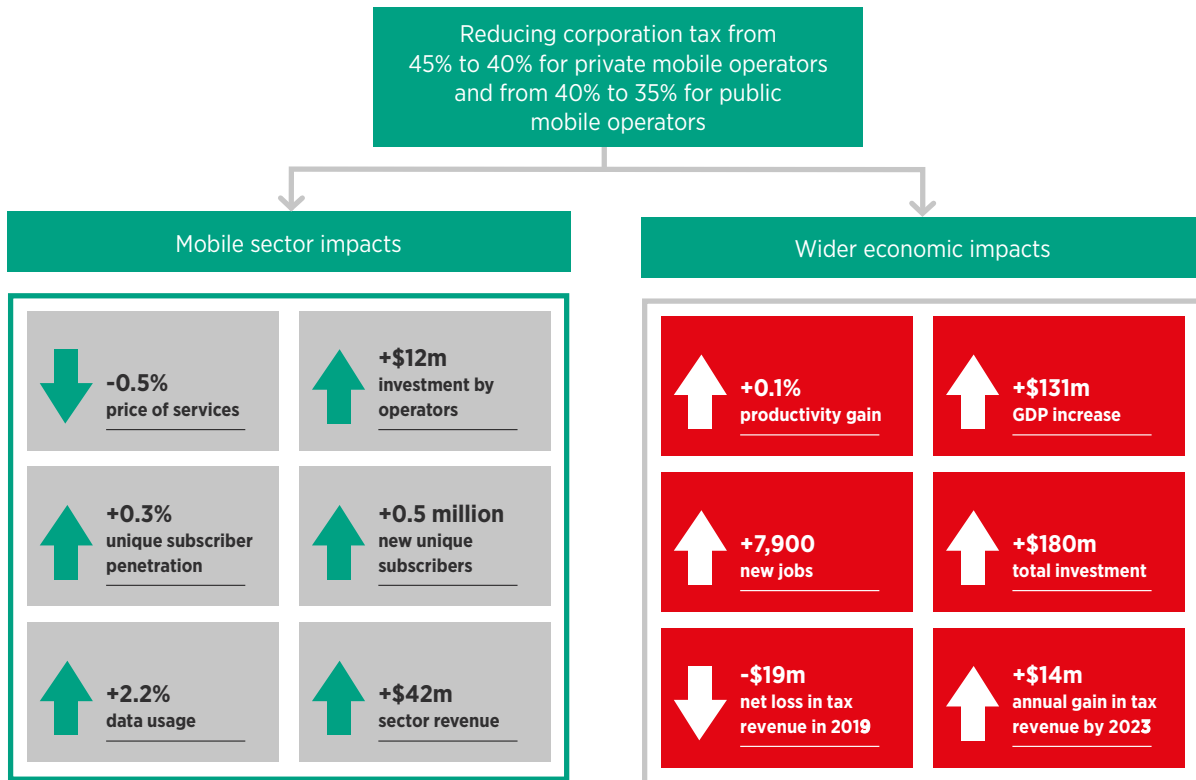 Reducing corporation tax from
45% to 40% for private mobile operators
and from 40% to 35% for public
mobile operators
Mobile sector impacts
-0.5%
price of services
+$12m
investment by
operators
+0.3%
unique subscriber
penetration
+0.5 million
new unique
subscribers
+2.2%
data usage
+$42m
sector revenue
Wider economic impacts
+0.1%
productivity gain
+$131m
GDP increase
+7,900
new jobs
+$180m
total investment
-$19m
net loss in tax
revenue in 2019
+$14m
annual gain in tax
revenue by 2023